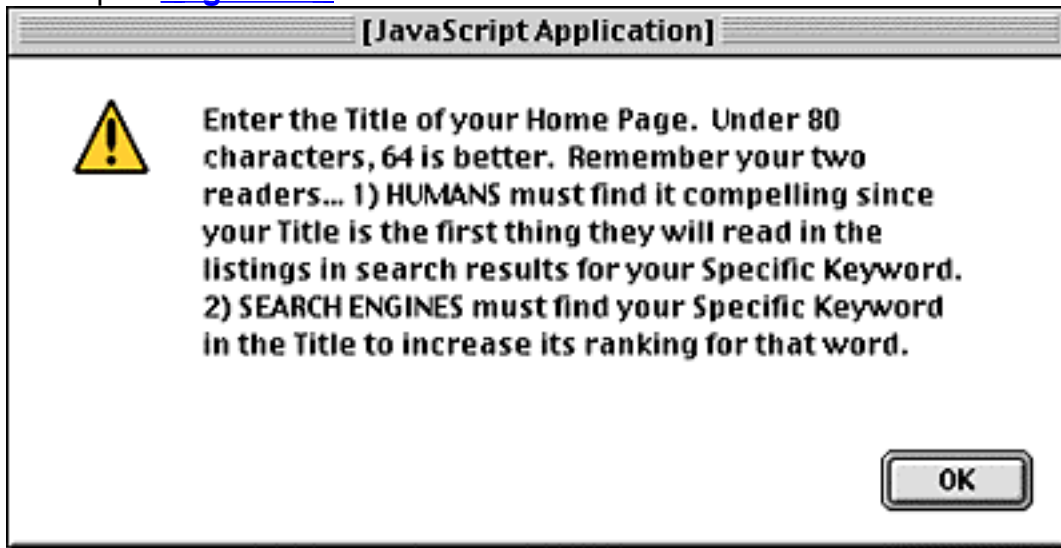 [JavaScript Application]
Enter the Title of your Home Page. Under 80
characters, 64 is better. Remember your two
readers... 1) HUMANS must find it compelling since
your Title is the first thing they will read in the
listings in search results for your Specific Keyword.
2) SEARCH ENGINES must find your Specific Keyword
in the Title to increase its ranking for that word.
OK